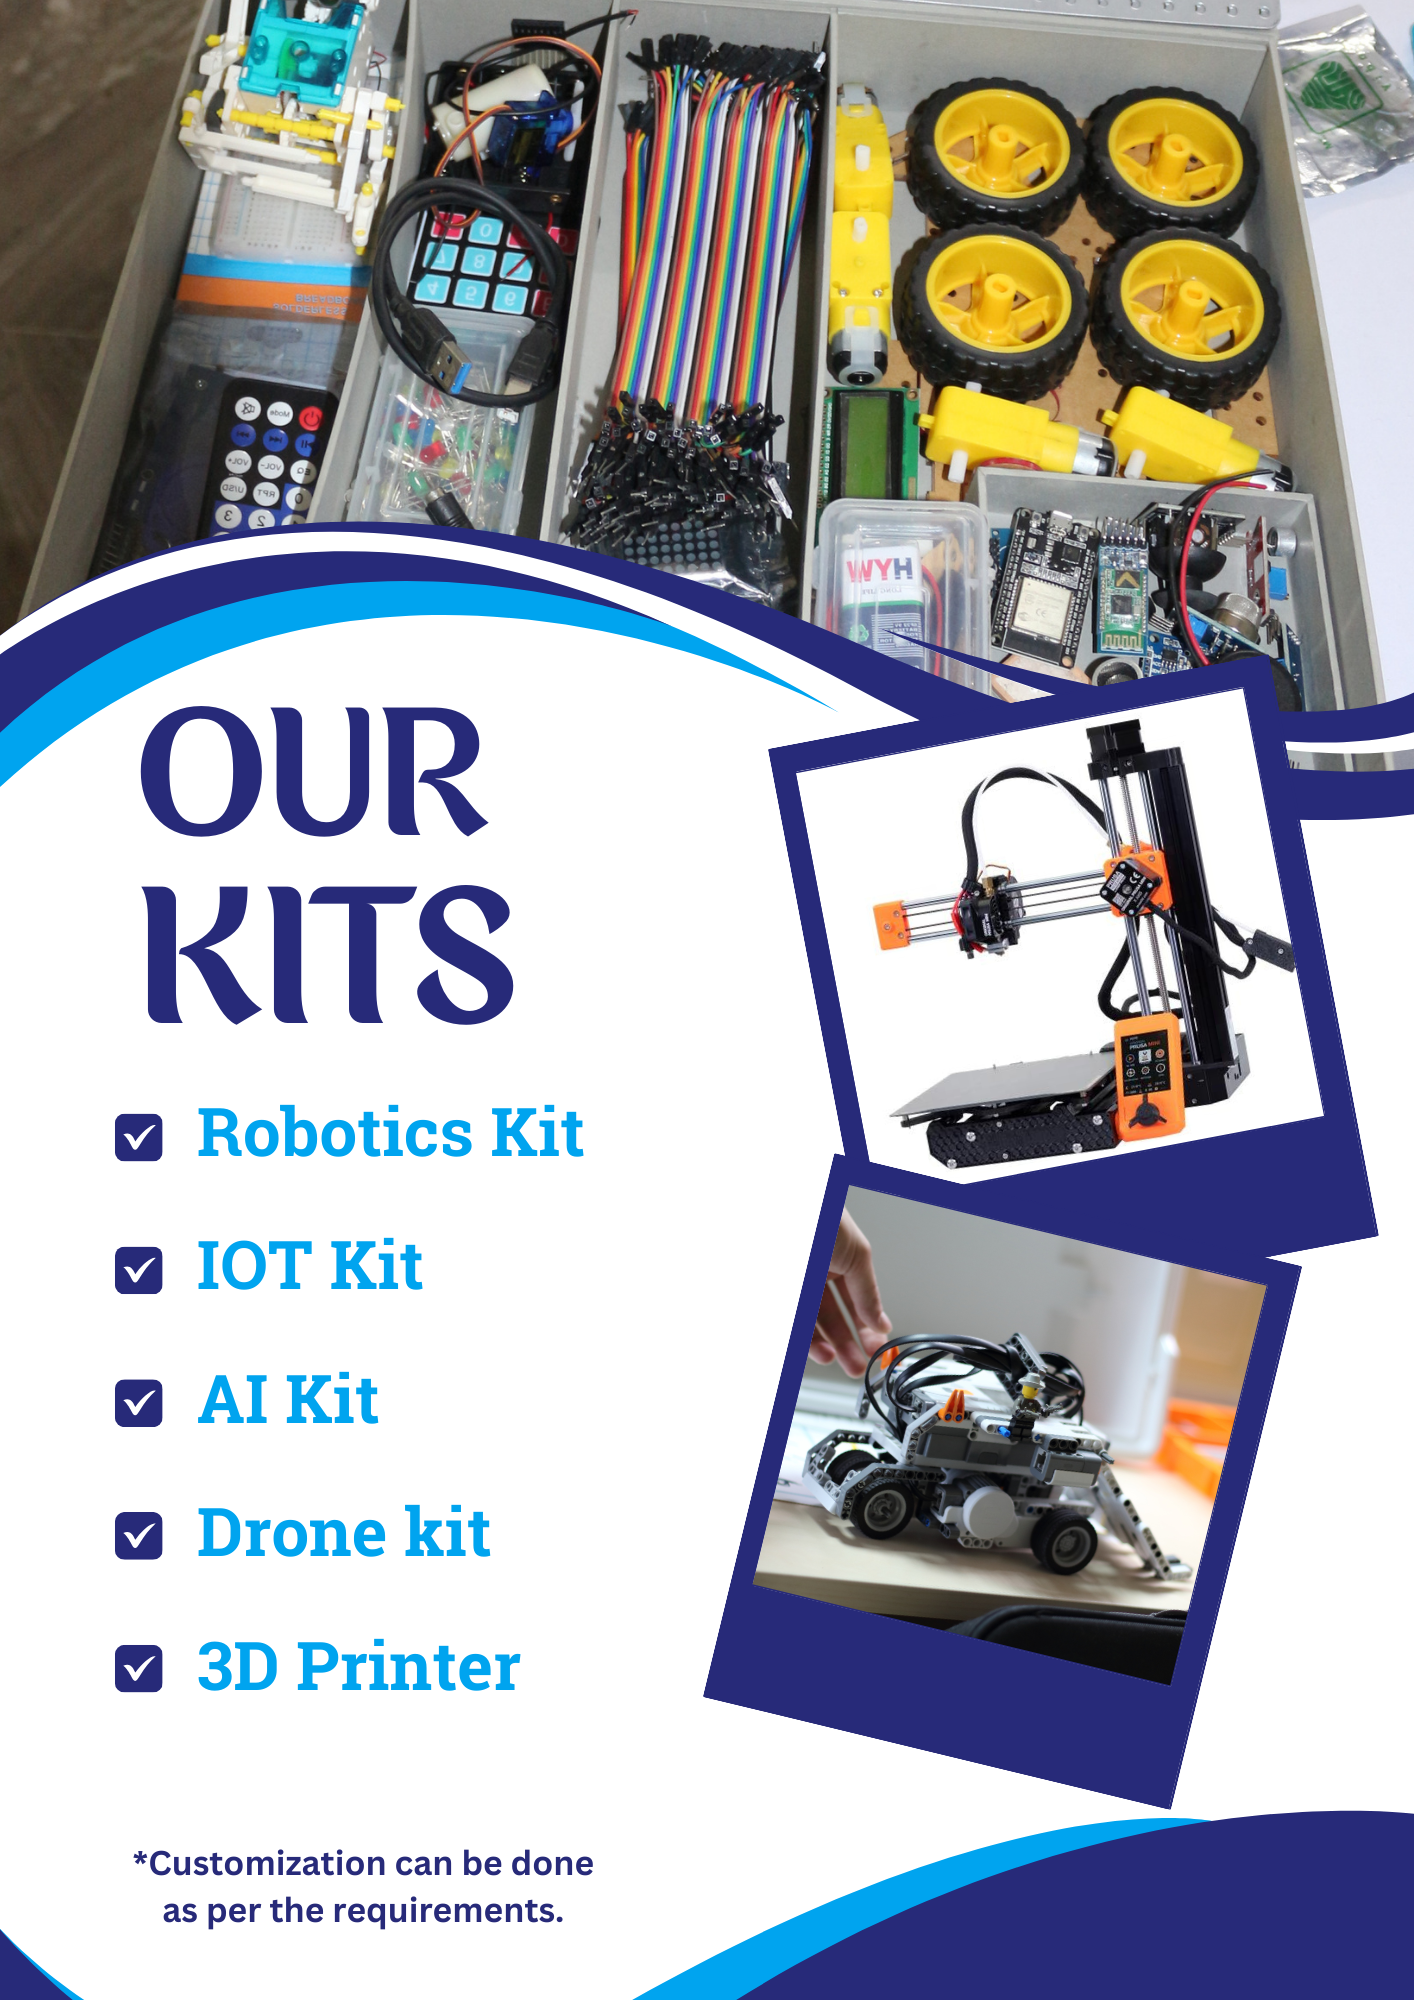 WYH
OUR
KITS
Robotics Kit
IOT Kit
AI Kit
Drone kit
3D Printer
*Customization can be done
as per the requirements.